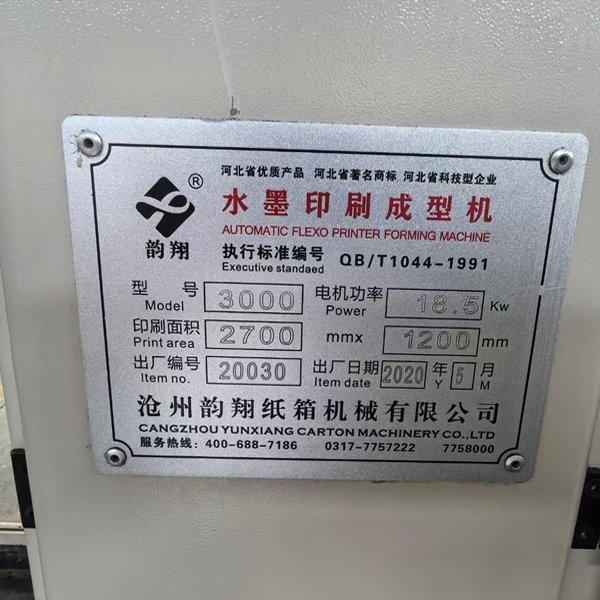 河北省优质产品 河北省著名商标 河北省科技型企业
®
韵翔
水墨印刷成型机
AUTOMATIC FLEXO PRINTER FORMING MACHINE
执行标准编号 QB/T1044-1991
Executive standaed
型号 3000 电机功率 18.5 Kw
Model Power
印刷面积 2700 mmx 1200 mm
Print area
出厂编号 20030 出厂日期 2020 年 5 月
Item no. Item date Y M
沧州韵翔纸箱机械有限公司
CANGZHOU YUNXIANG CARTON MACHINERY CO.,LTD
服务热线：400-688-7186 0317-7757222 7758000